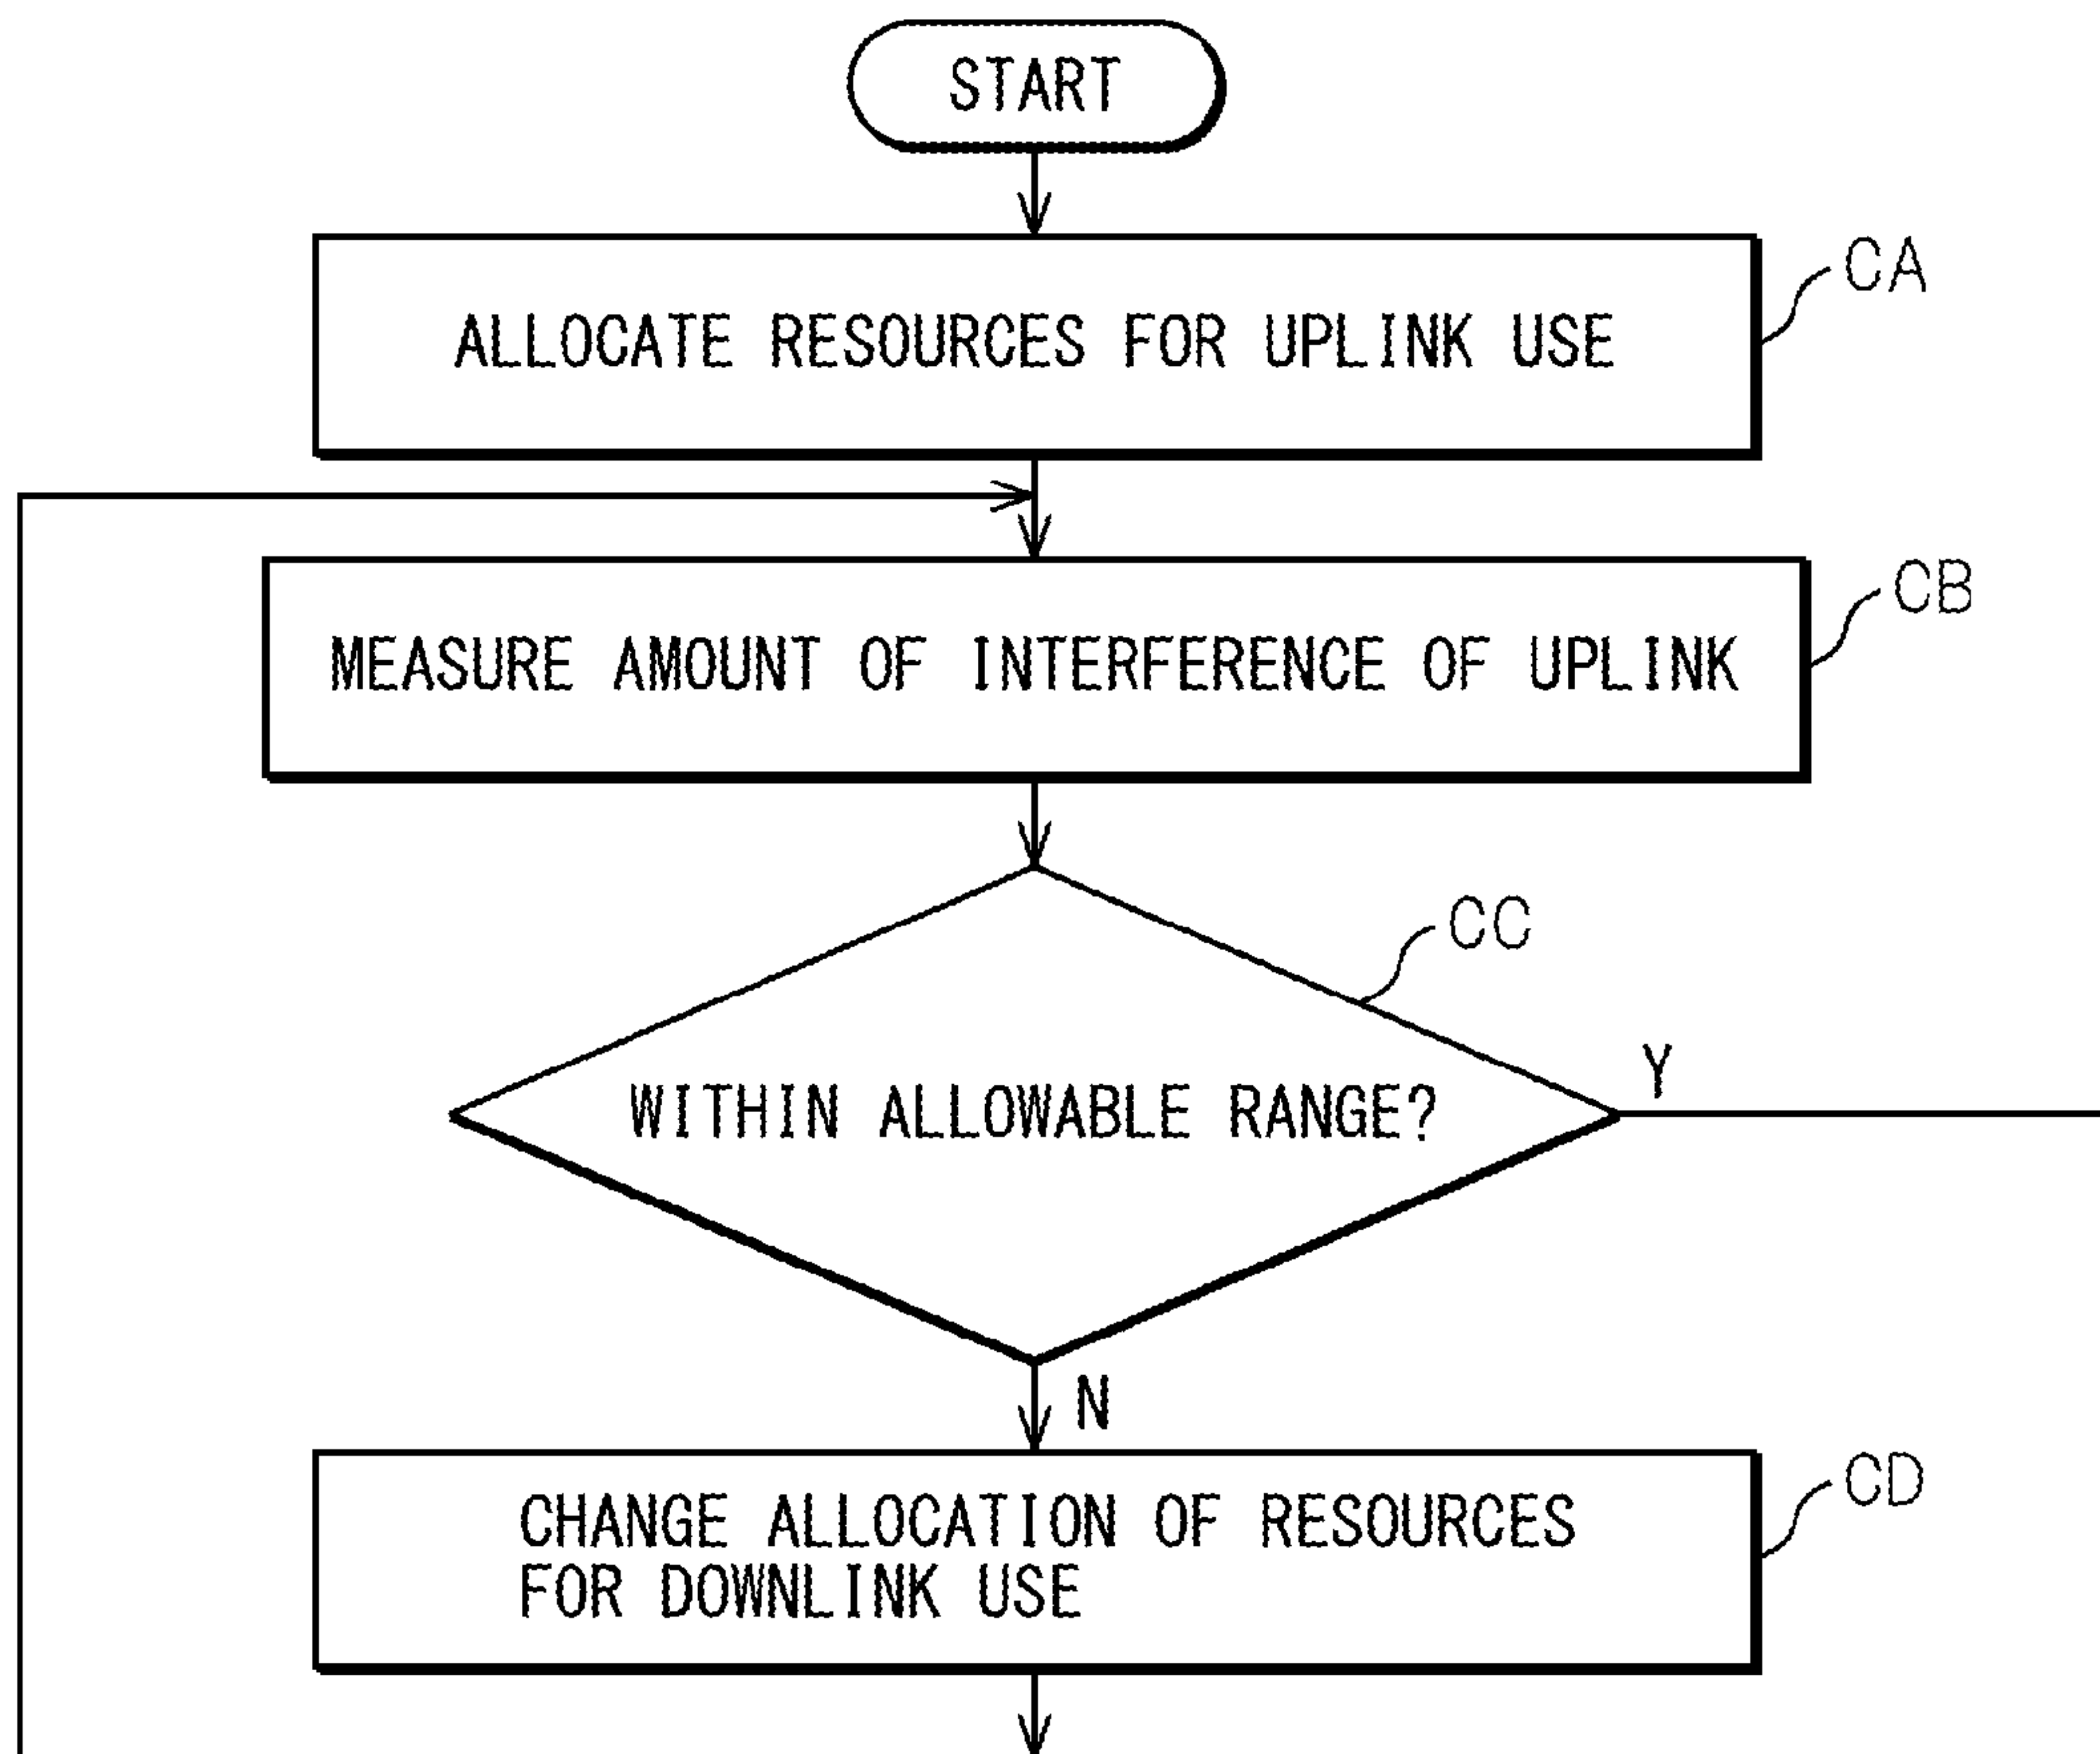 START
ALLOCATE RESOURCES FOR UPLINK USE
CA
MEASURE AMOUNT OF INTERFERENCE OF UPLINK
CB
CC
WITHIN ALLOWABLE RANGE?
Y
N
CHANGE ALLOCATION OF RESOURCES
FOR DOWNLINK USE
CD